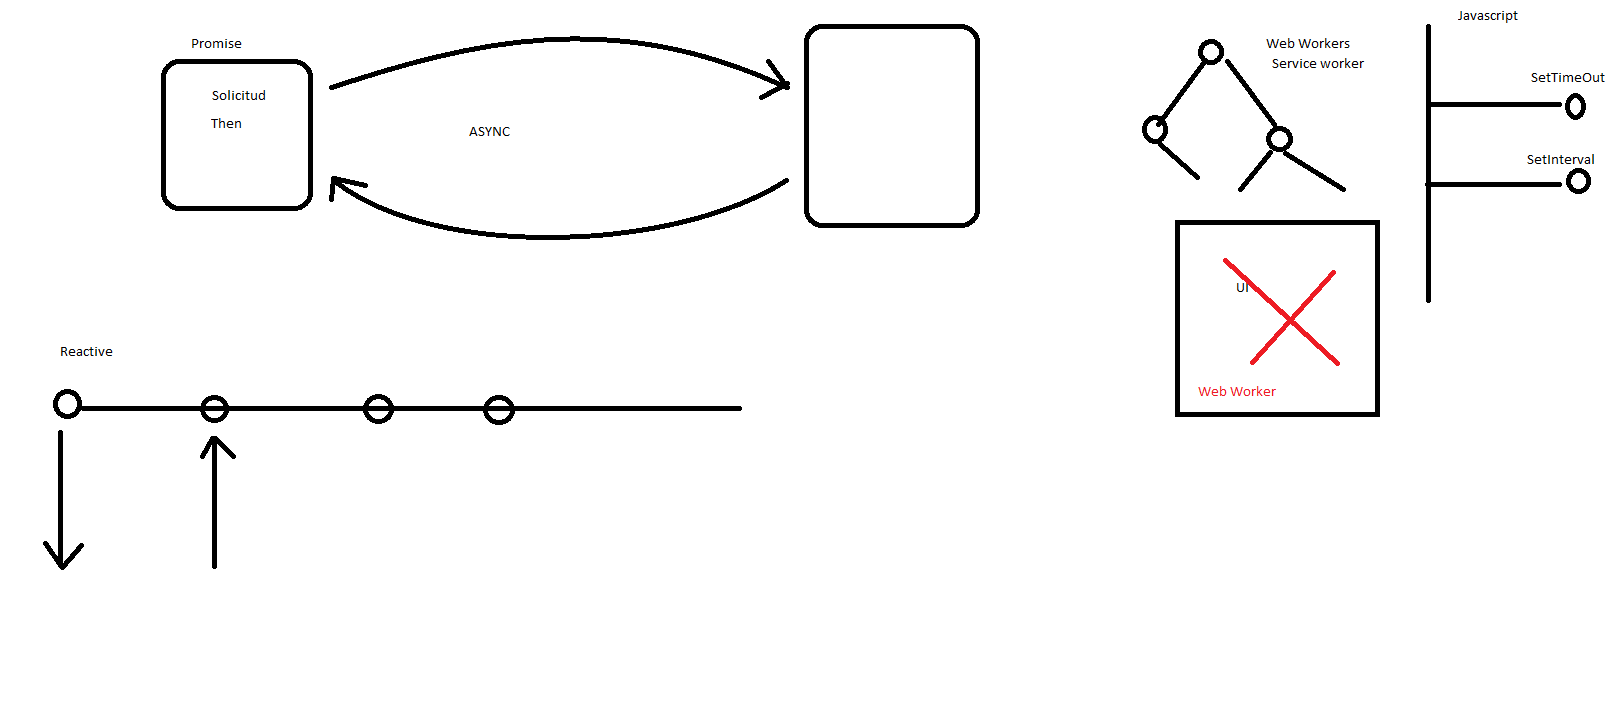 Promise
Solicitud
Then
ASYNC
Web Workers
Service worker
Javascript
SetTimeOut
SetInterval
UI
Web Worker
Reactive